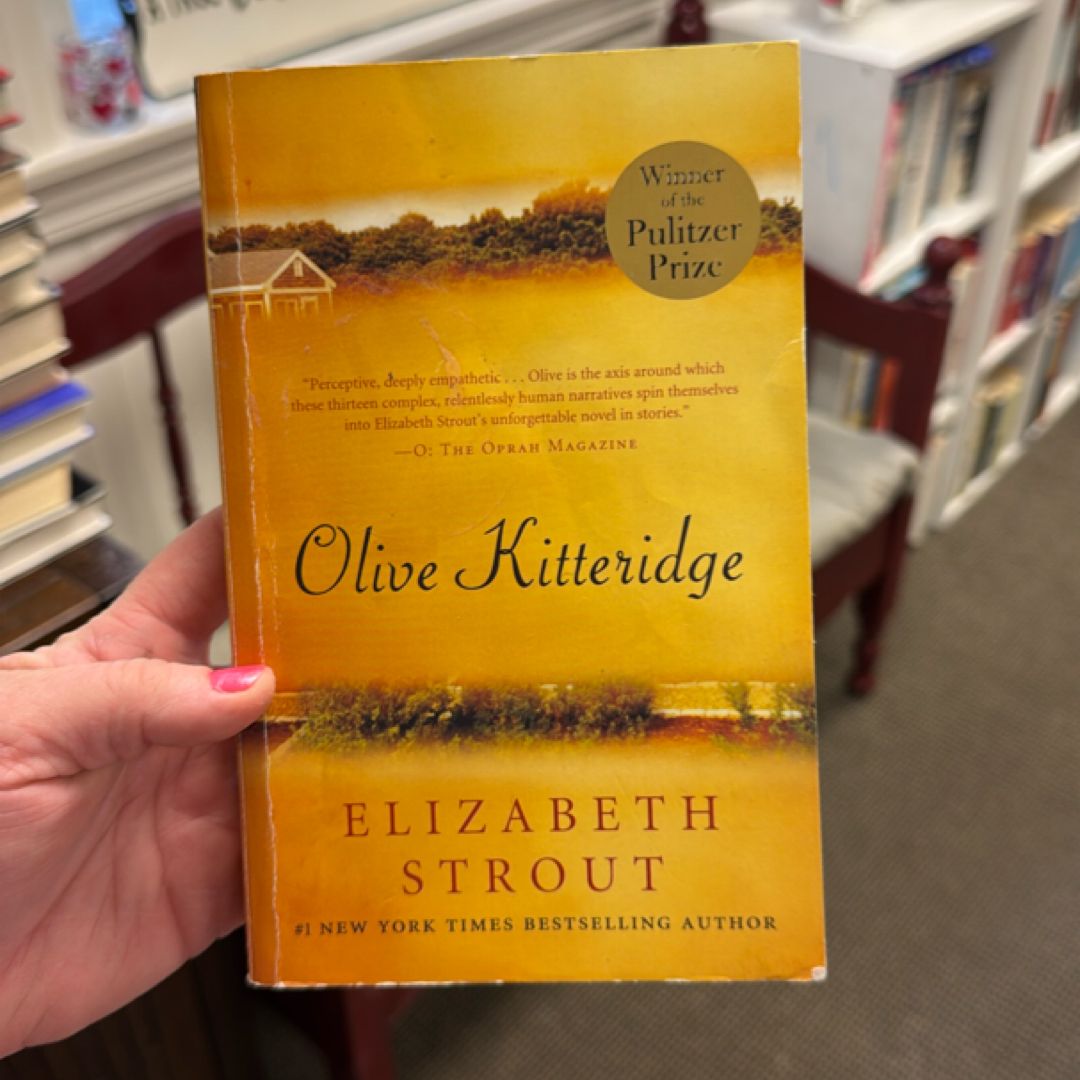 Winner
of the
Pulitzer
Prize
“Perceptive, deeply empathetic . . . Olive is the axis around which
these thirteen complex, relentlessly human narratives spin themselves
into Elizabeth Strout’s unforgettable novel in stories.”
—O: THE OPRAH MAGAZINE
Olive Kitteridge
ELIZABETH
STROUT
#1 NEW YORK TIMES BESTSELLING AUTHOR